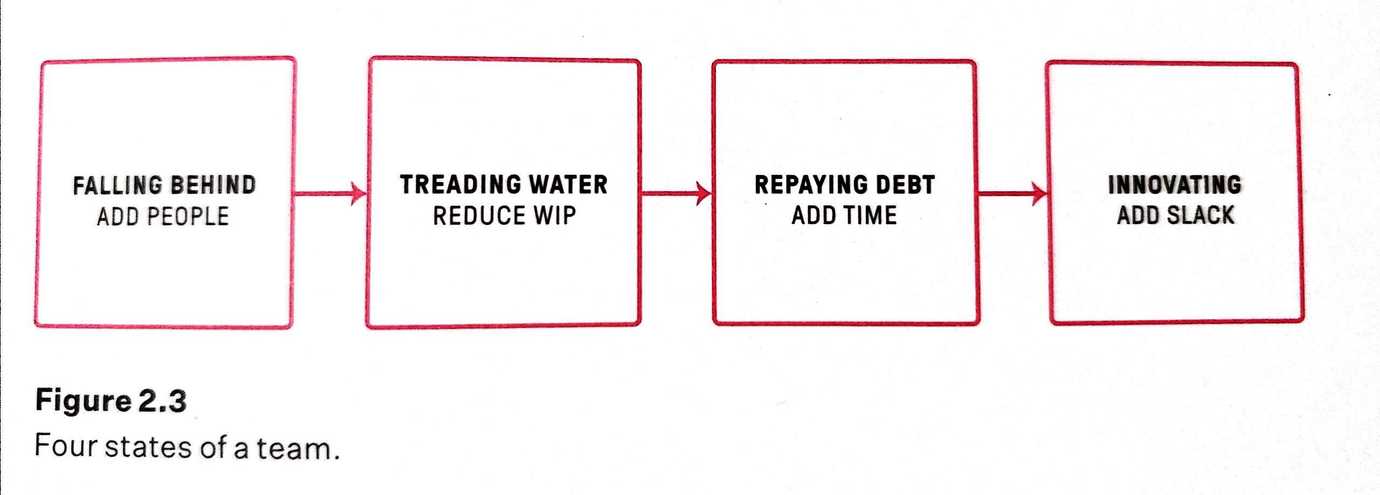 FALLING BEHIND
ADD PEOPLE
TREADING WATER
REDUCE WIP
REPAYING DEBT
ADD TIME
INNOVATING
ADD SLACK
Figure 2.3
Four states of a team.